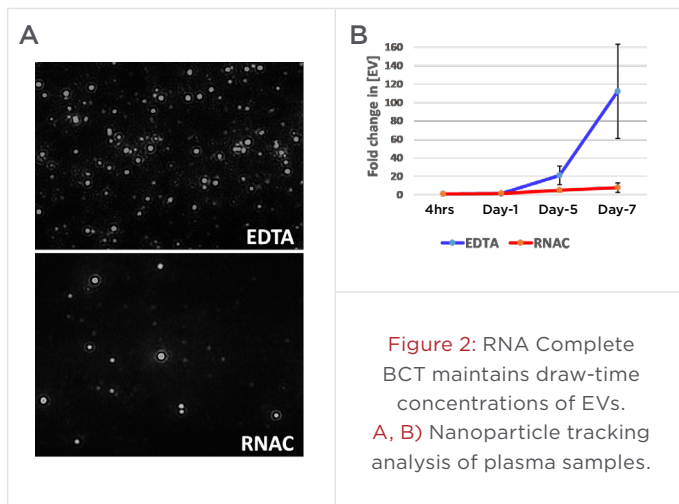 A
EDTA
RNAC
B
Fold change in [EV]
160
140
120
100
80
60
40
20
0
4hrs Day-1 Day-5 Day-7
EDTA RNAC
Figure 2: RNA Complete
BCT maintains draw-time
concentrations of EVs.
A, B) Nanoparticle tracking
analysis of plasma samples.